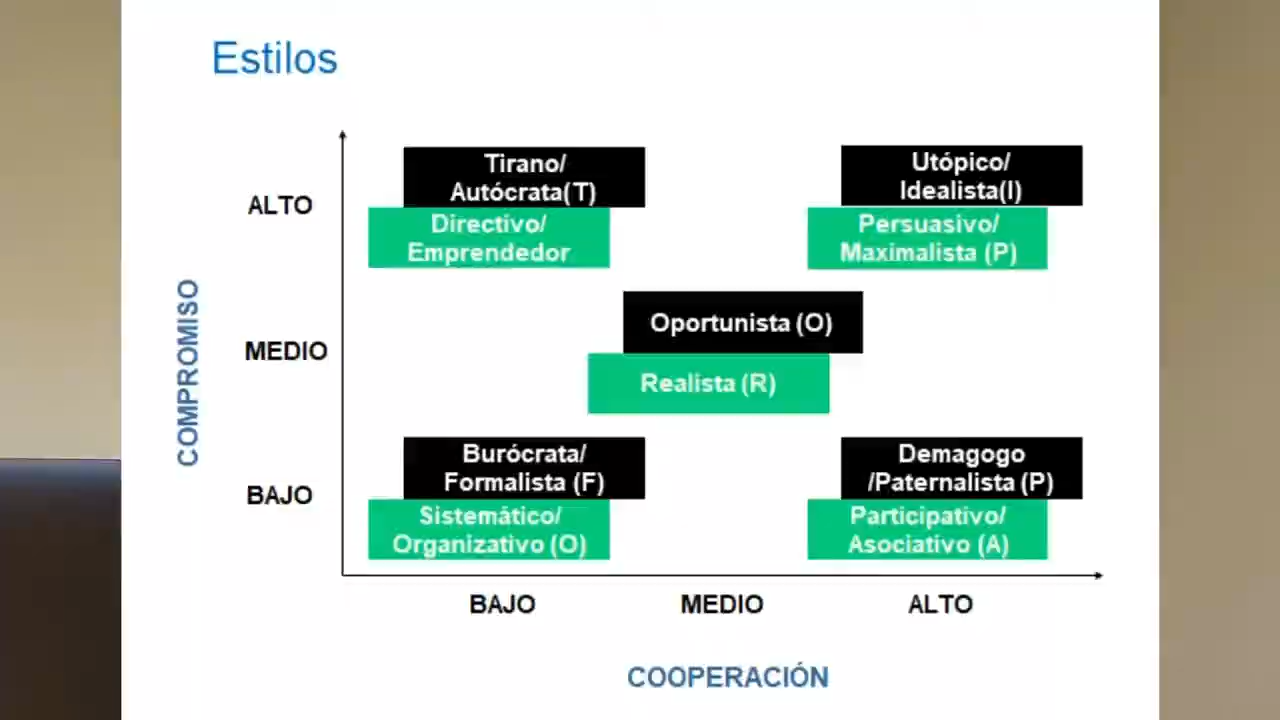 Estilos
Tirano/
Autócrata(T)
Utópico/
Idealista(I)
ALTO
Directivo/
Emprendedor
Persuasivo/
Maximalista (P)
COMPROMISO
Oportunista (O)
MEDIO
Realista (R)
Burócrata/
Formalista (F)
Demagogo
/Paternalista (P)
BAJO
Sistemático/
Organizativo (O)
Participativo/
Asociativo (A)
BAJO
MEDIO
ALTO
COOPERACIÓN